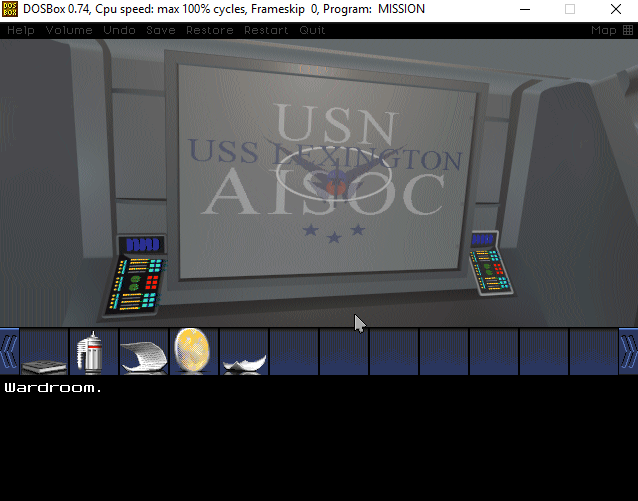 DOSBox 0.74, Cpu speed: max 100% cycles, Frameskip 0, Program: MISSION
Help Volume Undo Save Restore Restart Quit Map
USN
USS LEXINGTON
AISOC
Wardroom.